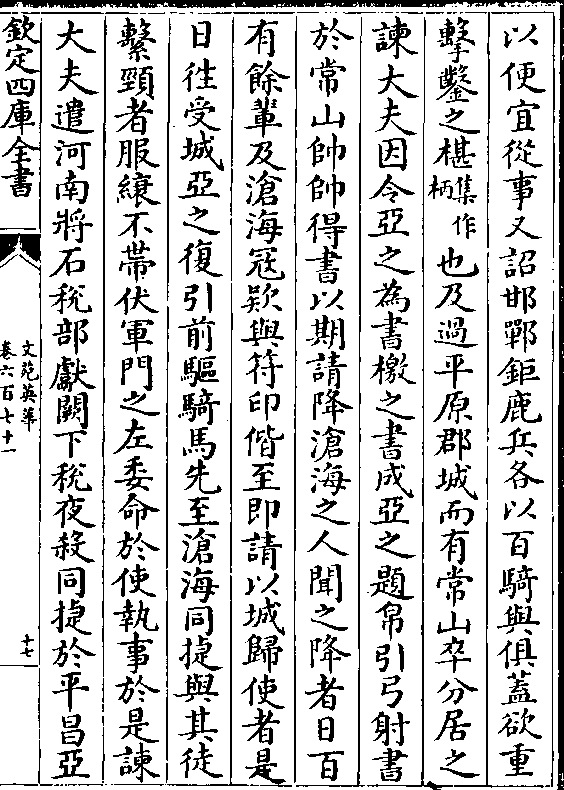 以便宜從事又詔邯鄲鉅鹿兵各以百騎與俱蓋欲重
擊鑿之椹集作柄也及過平原郡城而有常山卒分居之
諫大夫因令亞之為書檄之書成亞之題帛引弓射書
於常山帥帥得書以期請降滄海之人聞之降者日百
有餘輩及滄海冦欵與符印偕至即請以城歸使者是
日往受城亞之復引前驅騎馬先至滄海同㨗與其徒
繫頸者服縗不帶伏軍門之左委命於使執事於是諫
大夫遣河南將石稅部獻闕下稅夜殺同㨗於平昌亞
欽定四庫全書
文苑英華
卷六百七十一
十七